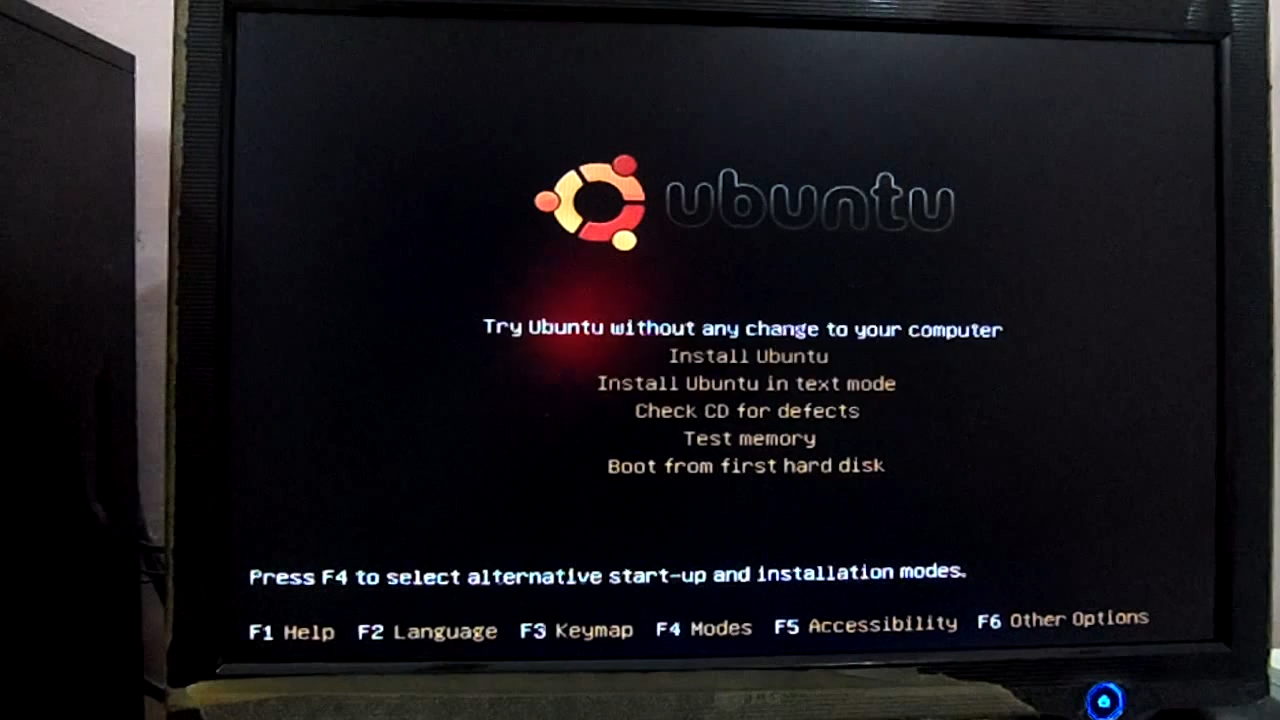 ubuntu
Try Ubuntu without any change to your computer
Install Ubuntu
Install Ubuntu in text mode
Check CD for defects
Test memory
Boot from first hard disk
Press F4 to select alternative start-up and installation modes.
F1 Help F2 Language F3 Keymap F4 Modes F5 Accessibility F6 Other Options